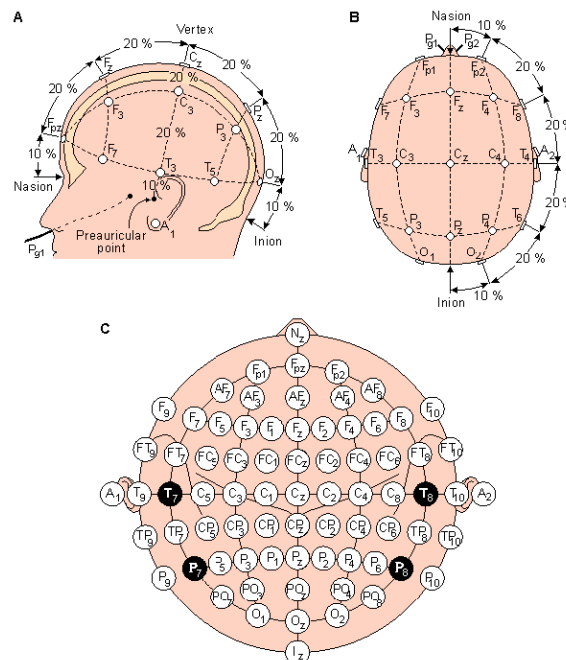 A
Vertex
20 %
20 %
Fz
Cz
20 %
20 %
20 %
F3
C3
Pz
P3
Fpz
20 %
20 %
10 %
F7
T3
T5
Oz
Nasion
10 %
10 %
Preauricular
point
A1
Inion
Pg1
B
Nasion
10 %
Pg1
Pg2
Fp1
Fp2
20 %
F7
F3
Fz
F4
F8
20 %
A1
T3
C3
Cz
C4
T4
A2
20 %
T5
P3
Pz
P4
T6
20 %
O1
O2
10 %
Inion
C
Nz
Fp1
Fpz
Fp2
AF7
AF3
AFz
AF4
AF8
F9
F7
F5
F3
F1
Fz
F2
F4
F6
F8
F10
FT9
FT7
FC5
FC3
FC1
FCz
FC2
FC4
FC6
FT8
FT10
A1
T9
T7
C5
C3
C1
Cz
C2
C4
C8
T8
T10
A2
TP9
TP7
CP5
CP3
CP1
CPz
CP2
CP4
CP6
TP8
TP10
P9
P7
P5
P3
P1
Pz
P2
P4
P6
P8
P10
PO7
PO3
POz
PO4
PO8
O1
Oz
O2
Iz